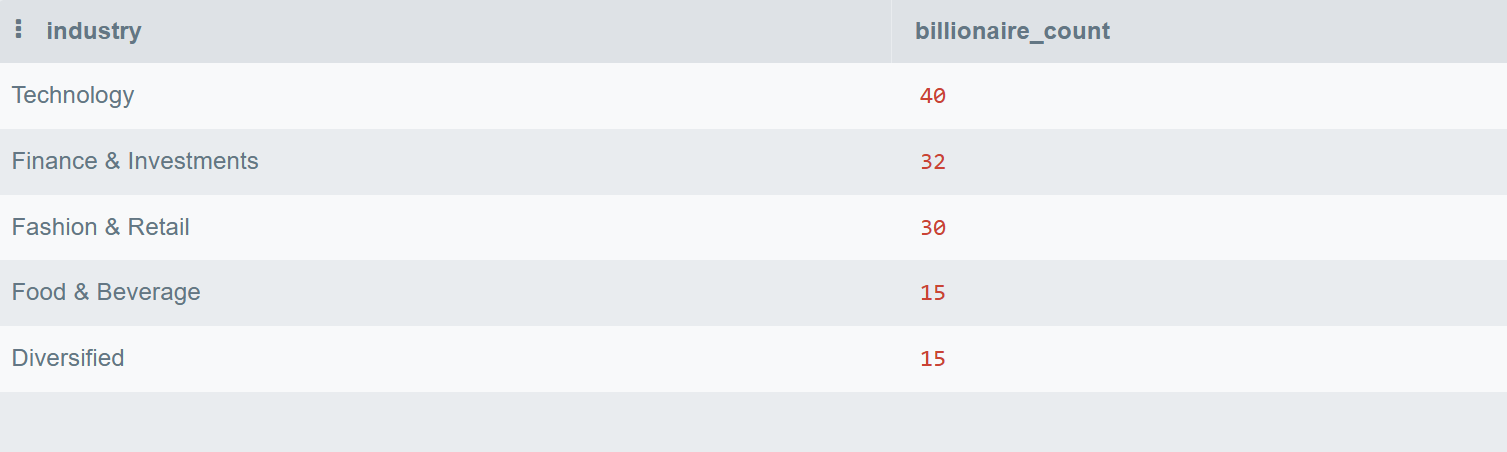 industry billionaire_count
Technology 40
Finance & Investments 32
Fashion & Retail 30
Food & Beverage 15
Diversified 15